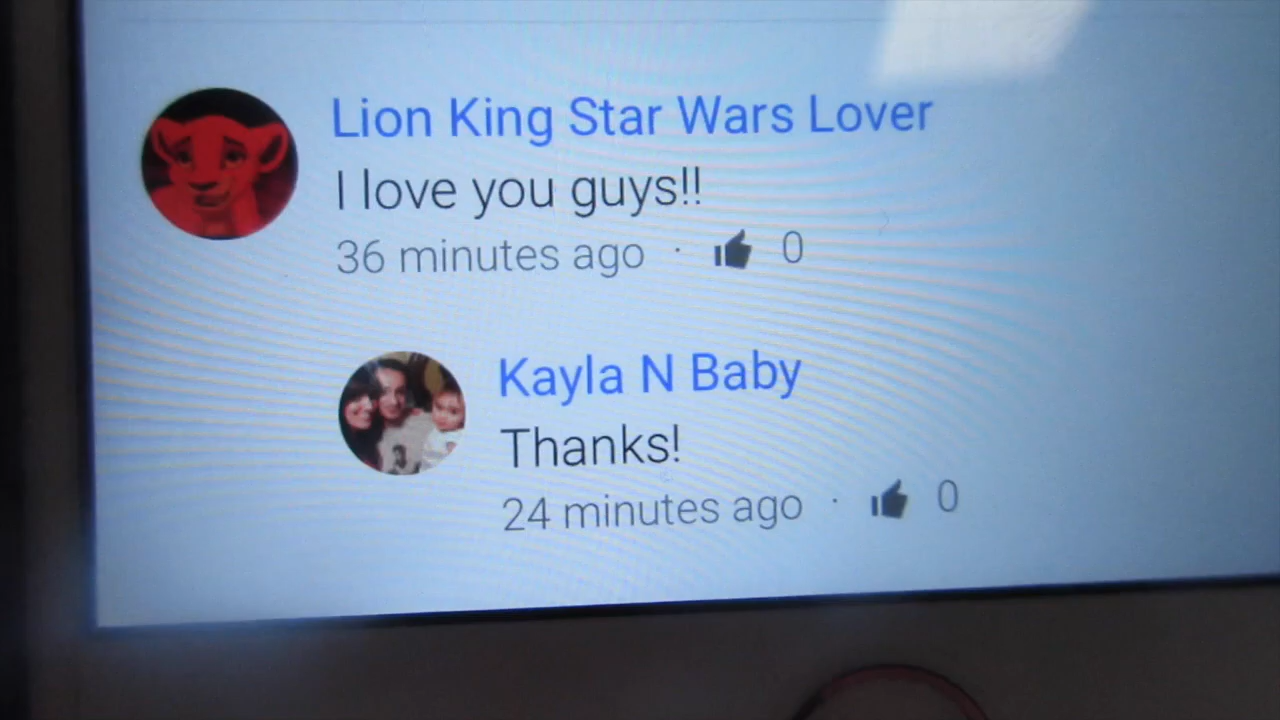 Lion King Star Wars Lover
I love you guys!!
36 minutes ago · 0
Kayla N Baby
Thanks!
24 minutes ago · 0